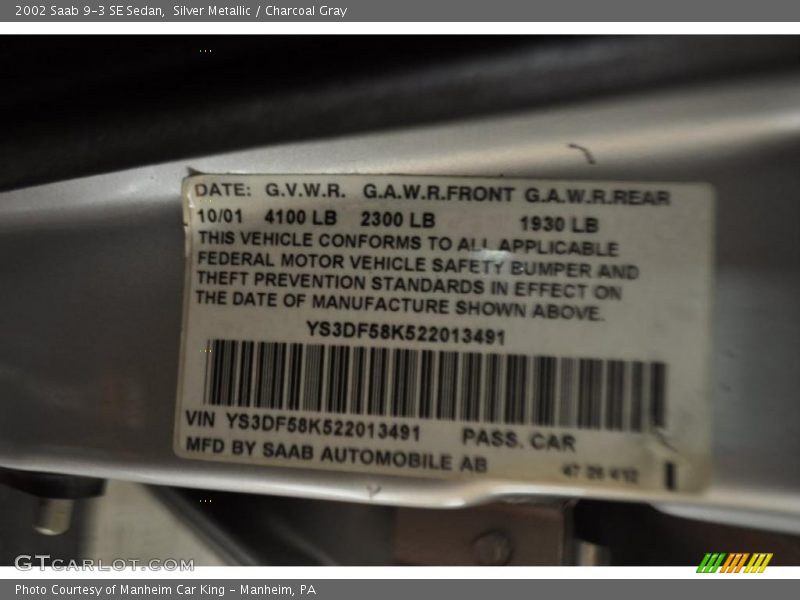 2002 Saab 9-3 SE Sedan,  Silver Metallic / Charcoal Gray
DATE: G.V.W.R. G.A.W.R.FRONT G.A.W.R.REAR
10/01 4100 LB 2300 LB 1930 LB
THIS VEHICLE CONFORMS TO ALL APPLICABLE
FEDERAL MOTOR VEHICLE SAFETY BUMPER AND
THEFT PREVENTION STANDARDS IN EFFECT ON
THE DATE OF MANUFACTURE SHOWN ABOVE.
YS3DF58K522013491
VIN YS3DF58K522013491 PASS. CAR
MFD BY SAAB AUTOMOBILE AB
GTCARLOT.COM
Photo Courtesy of Manheim Car King - Manheim, PA